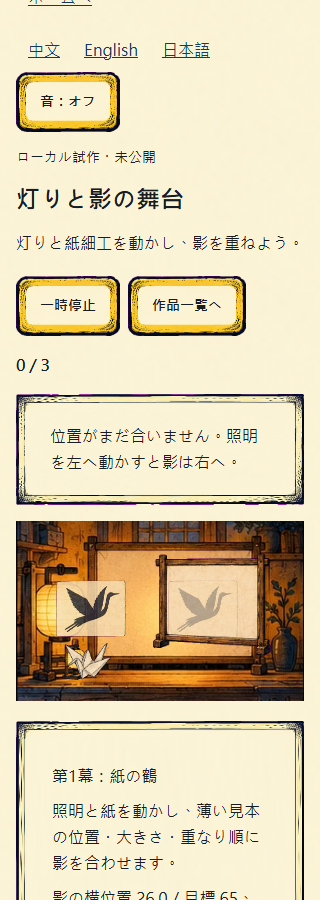 ホームへ
中文 English 日本語
音：オフ
ローカル試作・未公開
灯りと影の舞台
灯りと紙細工を動かし、影を重ねよう。
一時停止 作品一覧へ
0 / 3
位置がまだ合いません。照明
を左へ動かすと影は右へ。
第1幕：紙の鶴
照明と紙を動かし、薄い見本
の位置・大きさ・重なり順に
影を合わせます。
影の横位置 26.0 / 目標 65、